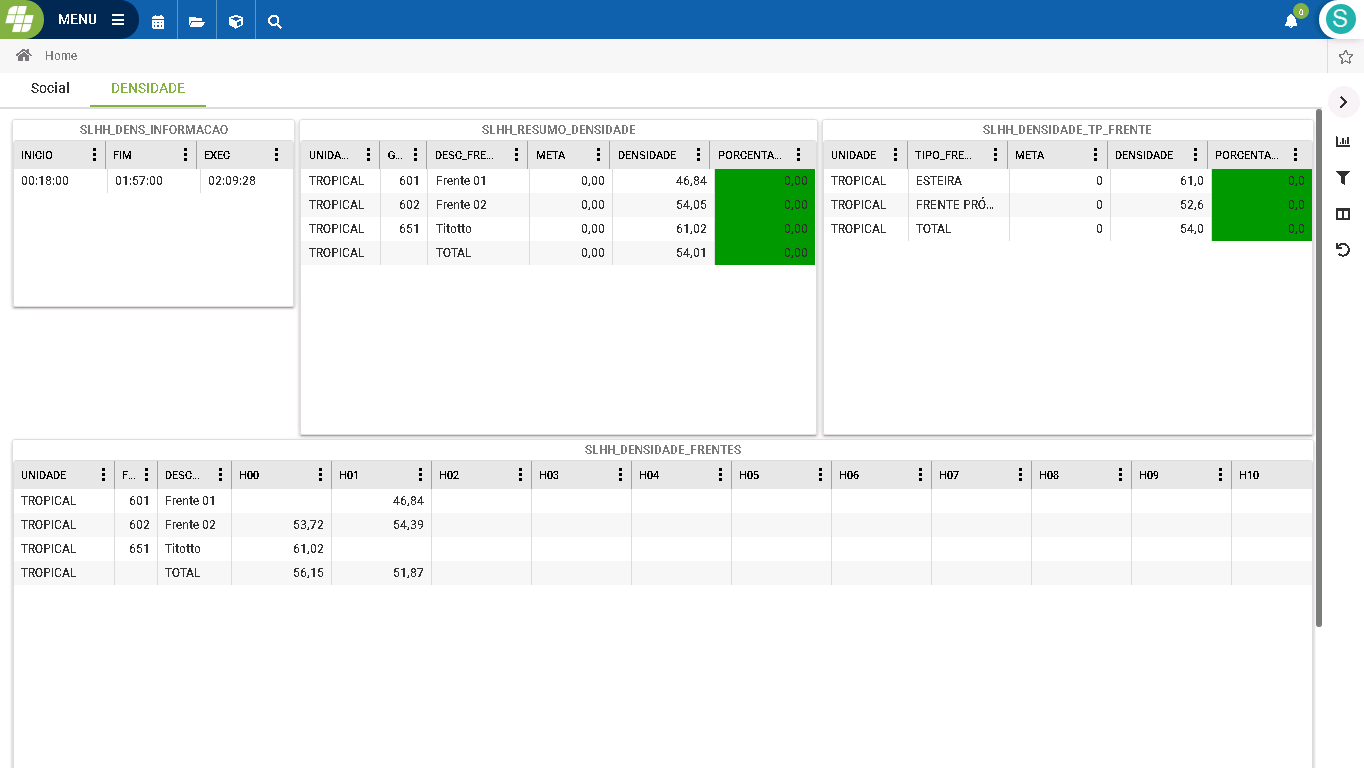 MENU
0
S
Home
Social DENSIDADE
SLHH_DENS_INFORMACAO
INICIO FIM EXEC
00:18:00 01:57:00 02:09:28
SLHH_RESUMO_DENSIDADE
UNIDA... G... DESC_FRE... META DENSIDADE PORCENTA...
TROPICAL 601 Frente 01 0,00 46,84 0,00
TROPICAL 602 Frente 02 0,00 54,05 0,00
TROPICAL 651 Titotto 0,00 61,02 0,00
TROPICAL TOTAL 0,00 54,01 0,00
SLHH_DENSIDADE_TP_FRENTE
UNIDADE TIPO_FRE... META DENSIDADE PORCENTA...
TROPICAL ESTEIRA 0 61,0 0,0
TROPICAL FRENTE PRÓ... 0 52,6 0,0
TROPICAL TOTAL 0 54,0 0,0
SLHH_DENSIDADE_FRENTES
UNIDADE F... DESC... H00 H01 H02 H03 H04 H05 H06 H07 H08 H09 H10
TROPICAL 601 Frente 01 46,84
TROPICAL 602 Frente 02 53,72 54,39
TROPICAL 651 Titotto 61,02
TROPICAL TOTAL 56,15 51,87